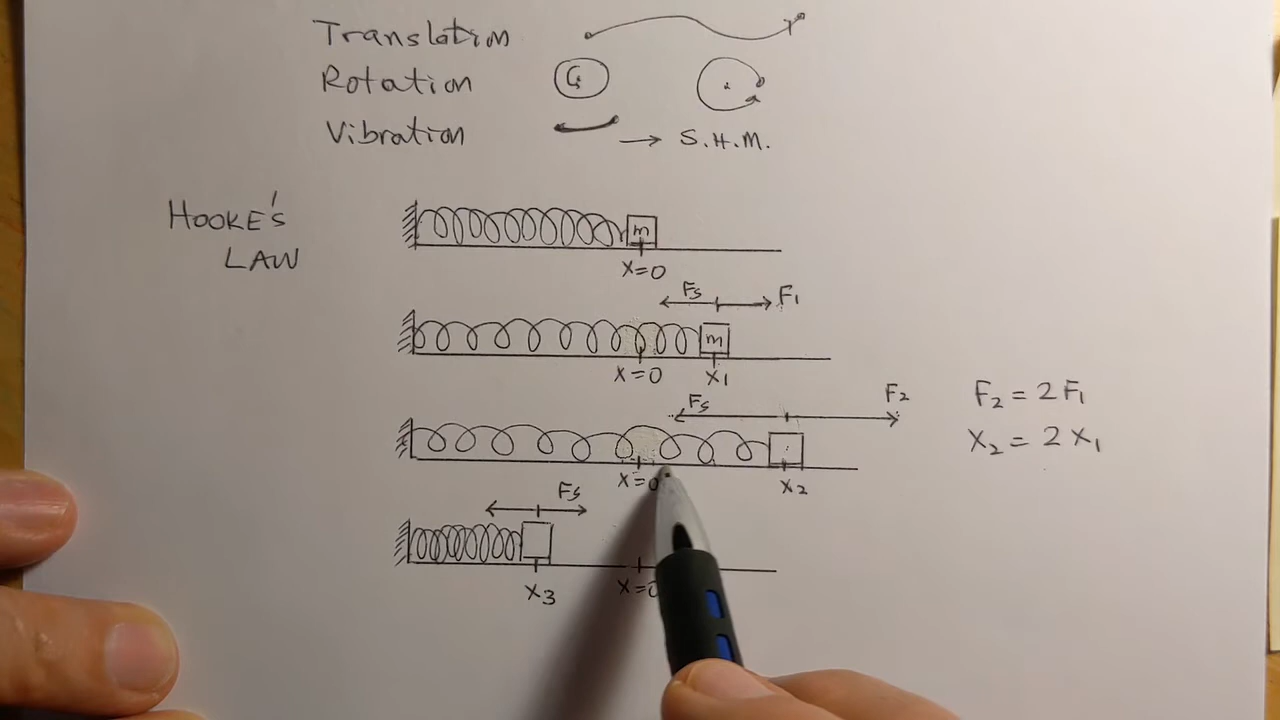 Translation
Rotation
Vibration → S.H.M.
HOOKE'S
LAW
m
x=0
Fs F1
m
x=0 x1
Fs F2
F2 = 2F1
x2 = 2x1
x=0 x2
Fs
x3 x=0